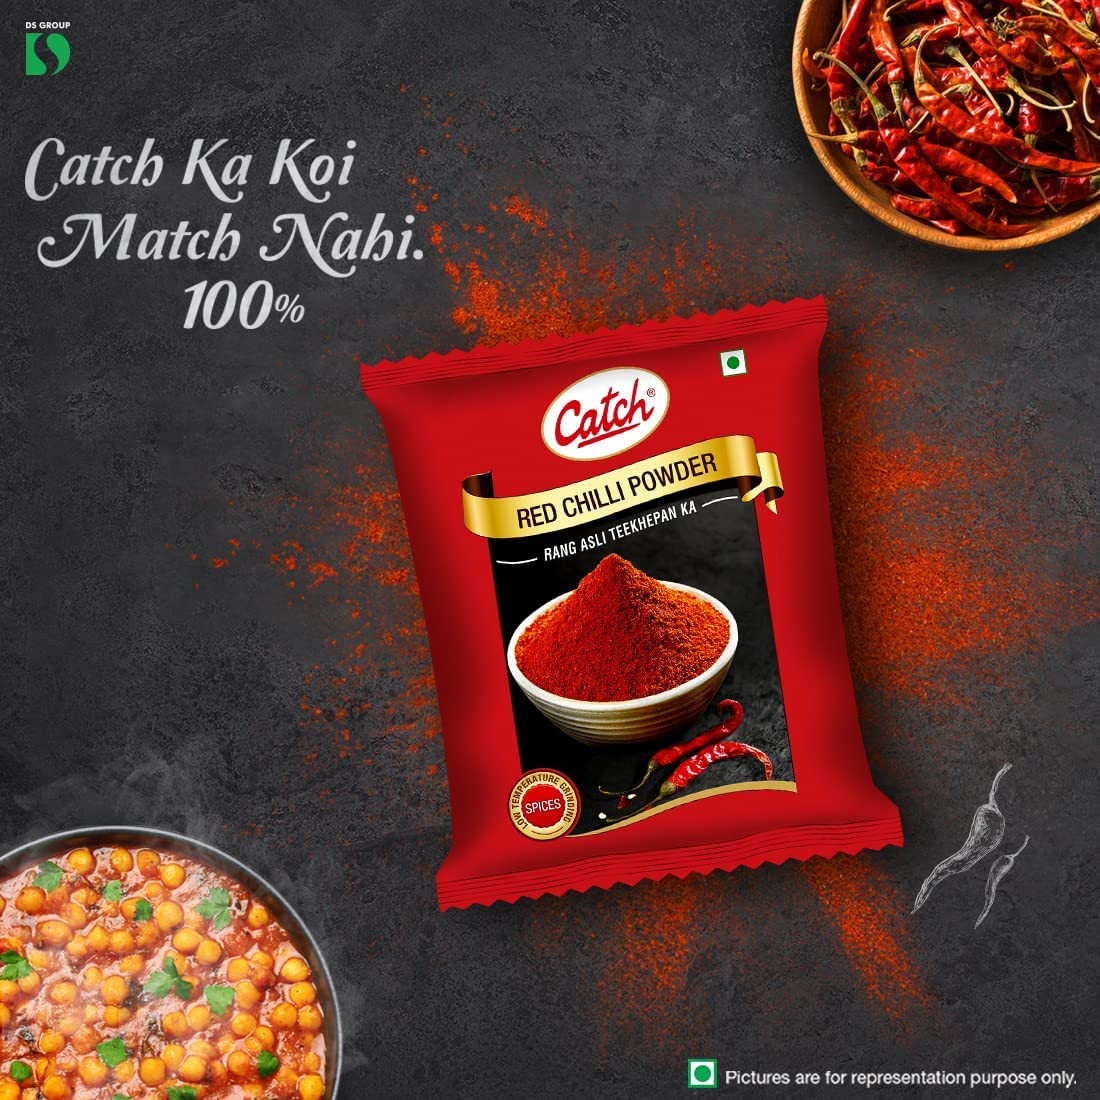 DS GROUP
Catch Ka Koi
Match Nahi.
100%
Catch®
RED CHILLI POWDER
RANG ASLI TEEKHEPAN KA
LOW TEMPERATURE GRINDING
SPICES
Pictures are for representation purpose only.